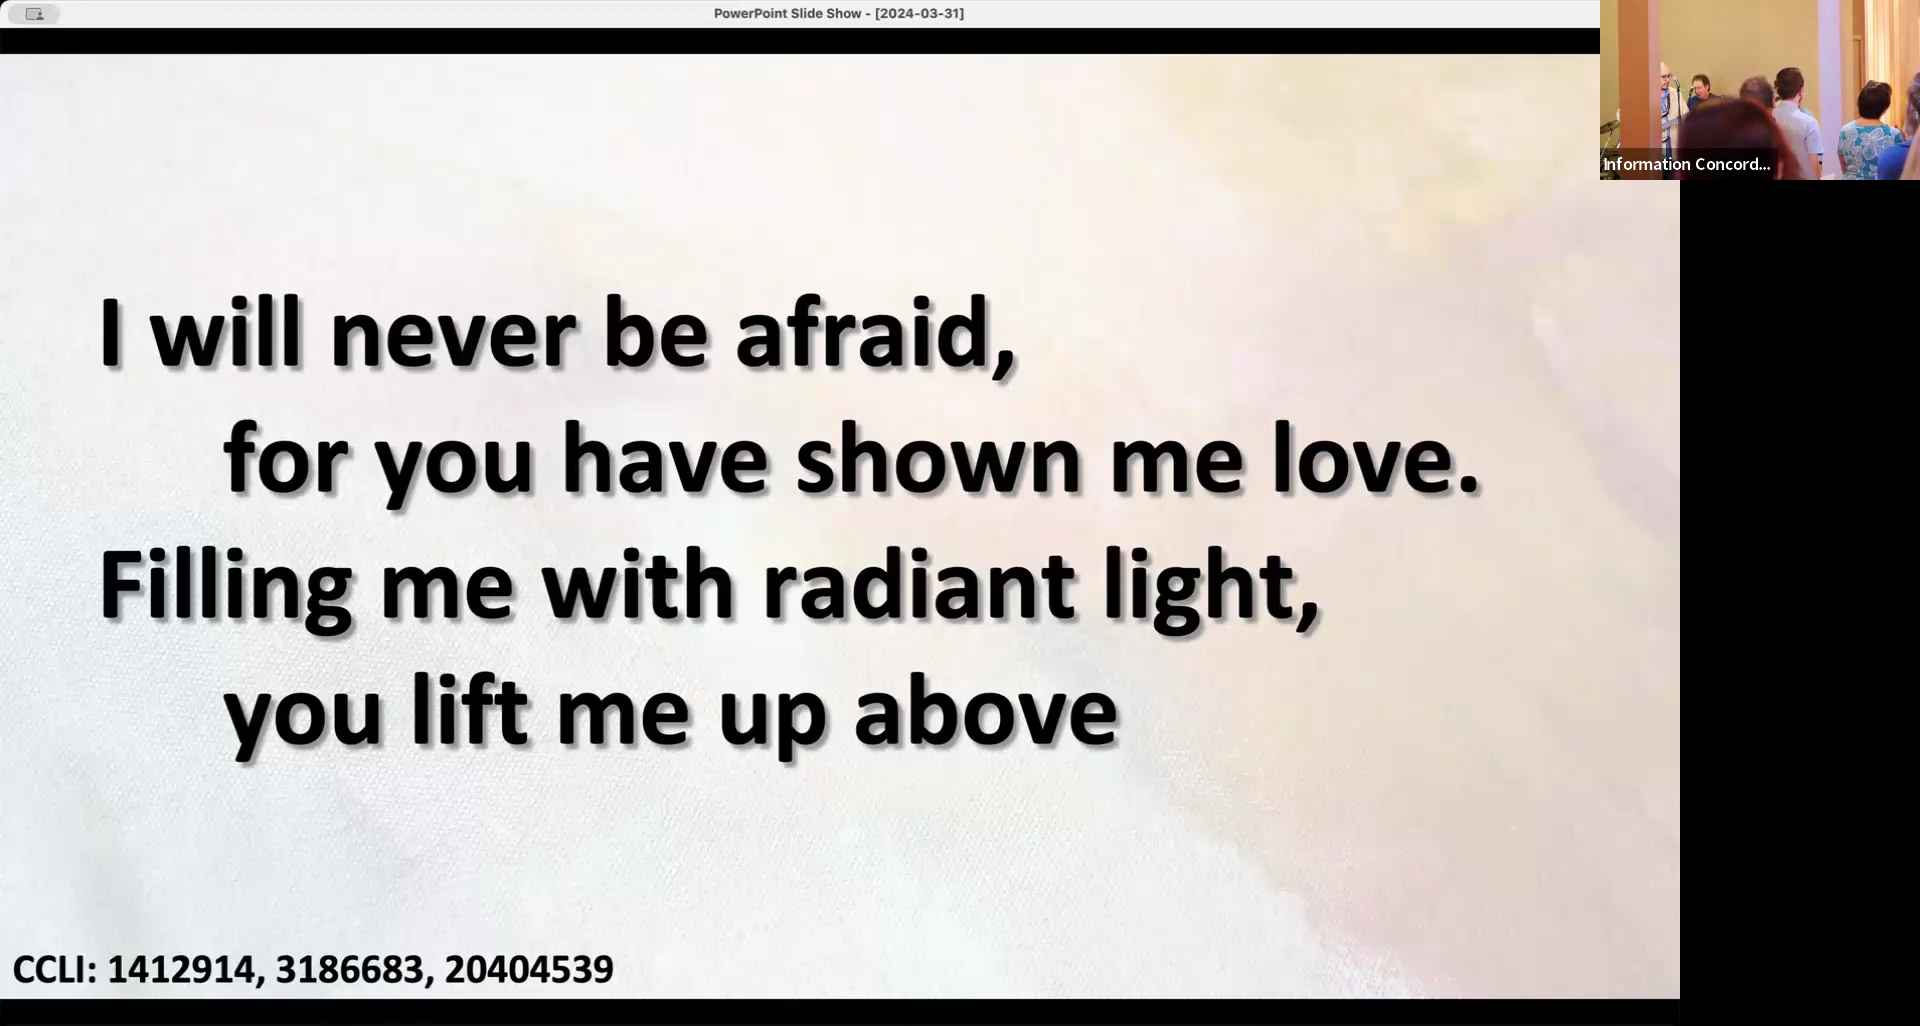 PowerPoint Slide Show - [2024-03-31]
Information Concord...
I will never be afraid,
for you have shown me love.
Filling me with radiant light,
you lift me up above
CCLI: 1412914, 3186683, 20404539